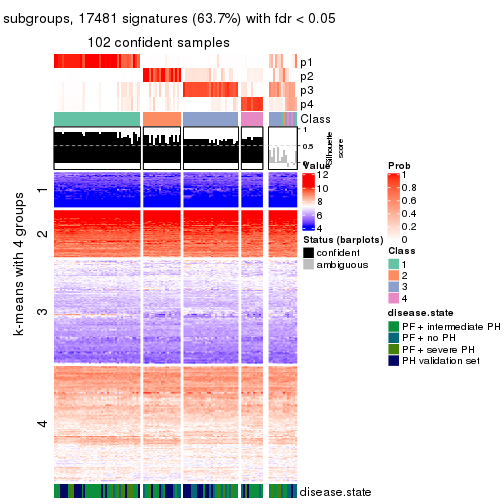 subgroups, 17481 signatures (63.7%) with fdr < 0.05
102 confident samples
p1
p2
p3
p4
Class
1
0.5
0
Silhouette
score
k-means with 4 groups
1
2
3
4
disease.state
Value
12
10
8
6
4
Status (barplots)
confident
ambiguous
Prob
1
0.8
0.6
0.4
0.2
0
Class
1
2
3
4
disease.state
PF + intermediate PH
PF + no PH
PF + severe PH
PH validation set